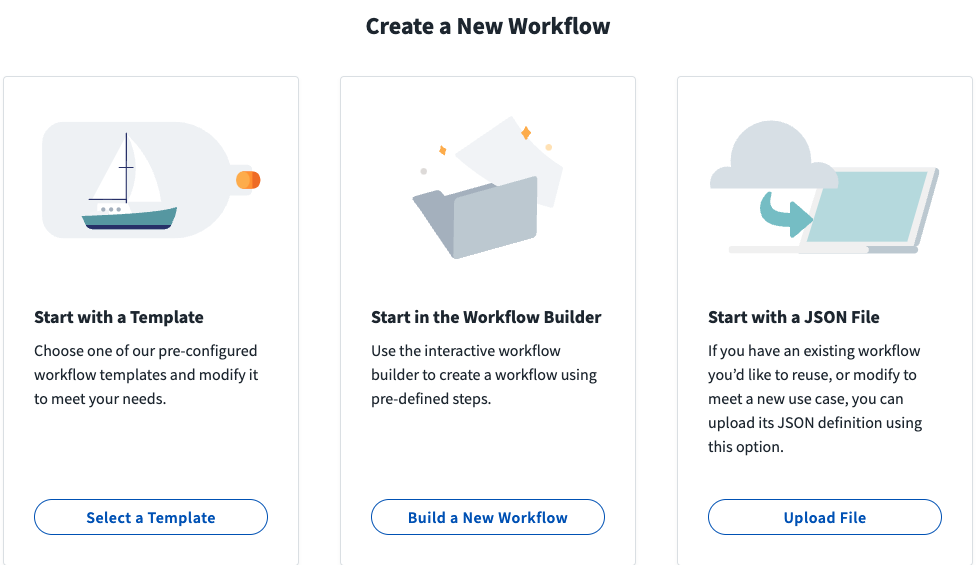 Create a New Workflow
Start with a Template
Choose one of our pre-configured
workflow templates and modify it
to meet your needs.
Select a Template
Start in the Workflow Builder
Use the interactive workflow
builder to create a workflow using
pre-defined steps.
Build a New Workflow
Start with a JSON File
If you have an existing workflow
you’d like to reuse, or modify to
meet a new use case, you can
upload its JSON definition using
this option.
Upload File